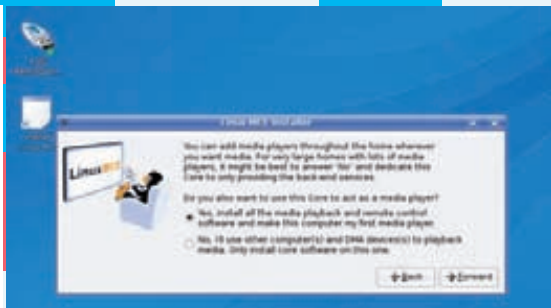 Linux MCE Installer
LinuxMCE
You can add media players throughout the home wherever
you want media. For very large homes with lots of media
players, it might be best to answer 'No' and dedicate this
Core to only providing the back-end services.
Do you also want to use this Core to act as a media player?
Yes, install all the media playback and remote control
software and make this computer my first media player.
No, I'll use other computer(s) and DMA device(s) to playback
media. Only install core software on this one.
Back
Forward